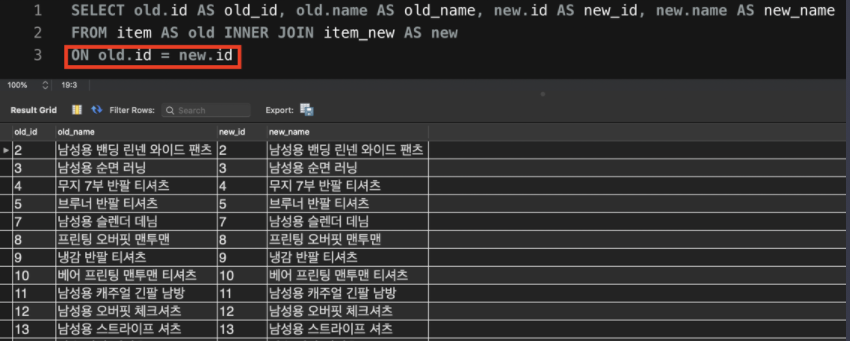 1 SELECT old.id AS old_id, old.name AS old_name, new.id AS new_id, new.name AS new_name
2 FROM item AS old INNER JOIN item_new AS new
3 ON old.id = new.id
100% 19:3
Result Grid Filter Rows: Search Export:
old_id old_name new_id new_name
2 남성용 밴딩 린넨 와이드 팬츠 2 남성용 밴딩 린넨 와이드 팬츠
3 남성용 순면 러닝 3 남성용 순면 러닝
4 무지 7부 반팔 티셔츠 4 무지 7부 반팔 티셔츠
5 브루너 반팔 티셔츠 5 브루너 반팔 티셔츠
7 남성용 슬렌더 데님 7 남성용 슬렌더 데님
8 프린팅 오버핏 맨투맨 8 프린팅 오버핏 맨투맨
9 냉감 반팔 티셔츠 9 냉감 반팔 티셔츠
10 베어 프린팅 맨투맨 티셔츠 10 베어 프린팅 맨투맨 티셔츠
11 남성용 캐주얼 긴팔 남방 11 남성용 캐주얼 긴팔 남방
12 남성용 오버핏 체크셔츠 12 남성용 오버핏 체크셔츠
13 남성용 스트라이프 셔츠 13 남성용 스트라이프 셔츠